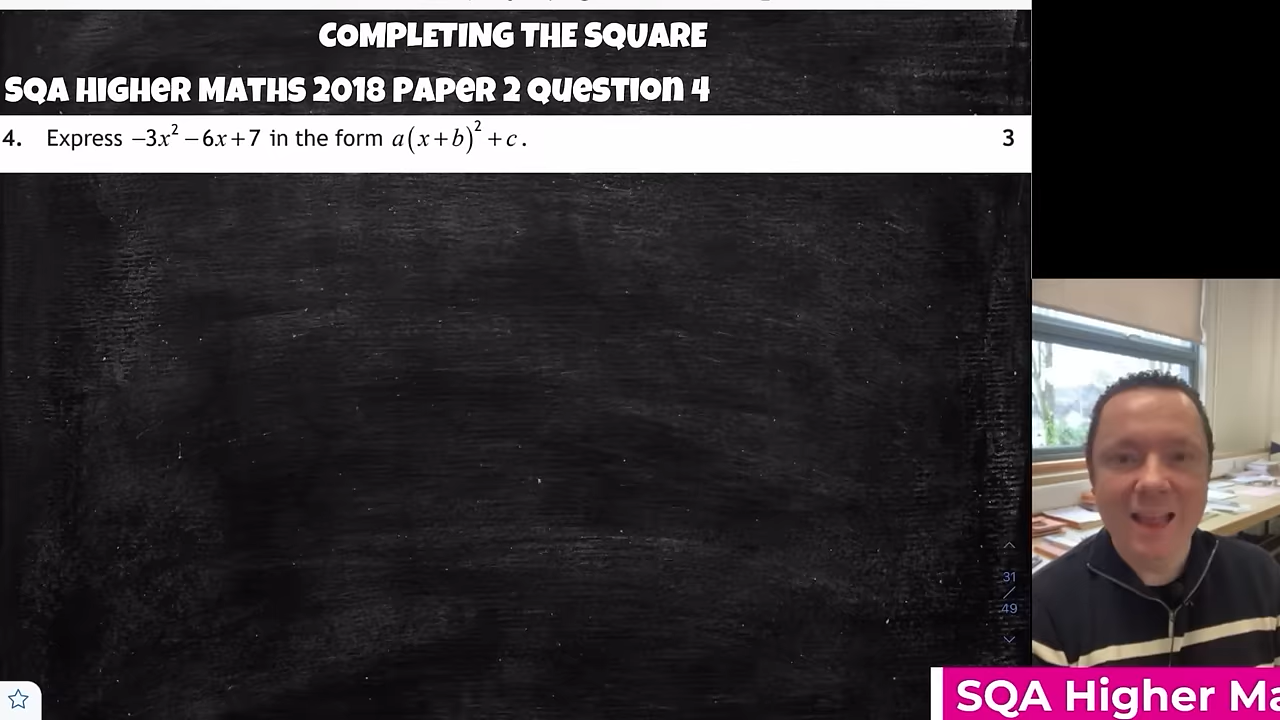 COMPLETING THE SQUARE
SQA HIGHER MATHS 2018 PAPER 2 QUESTION 4
4. Express −3x² − 6x + 7 in the form a(x + b)² + c. 3
31
/
49
SQA Higher Ma